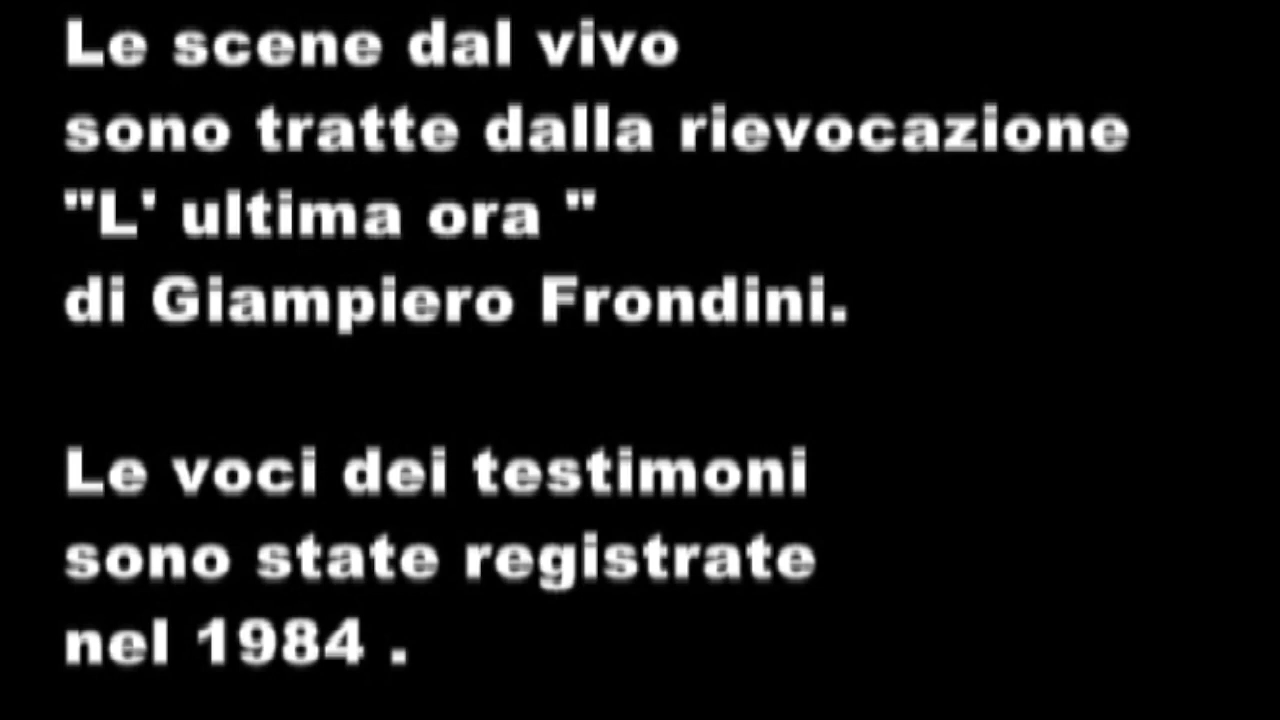 Le scene dal vivo
sono tratte dalla rievocazione
"L' ultima ora "
di Giampiero Frondini.
Le voci dei testimoni
sono state registrate
nel 1984 .